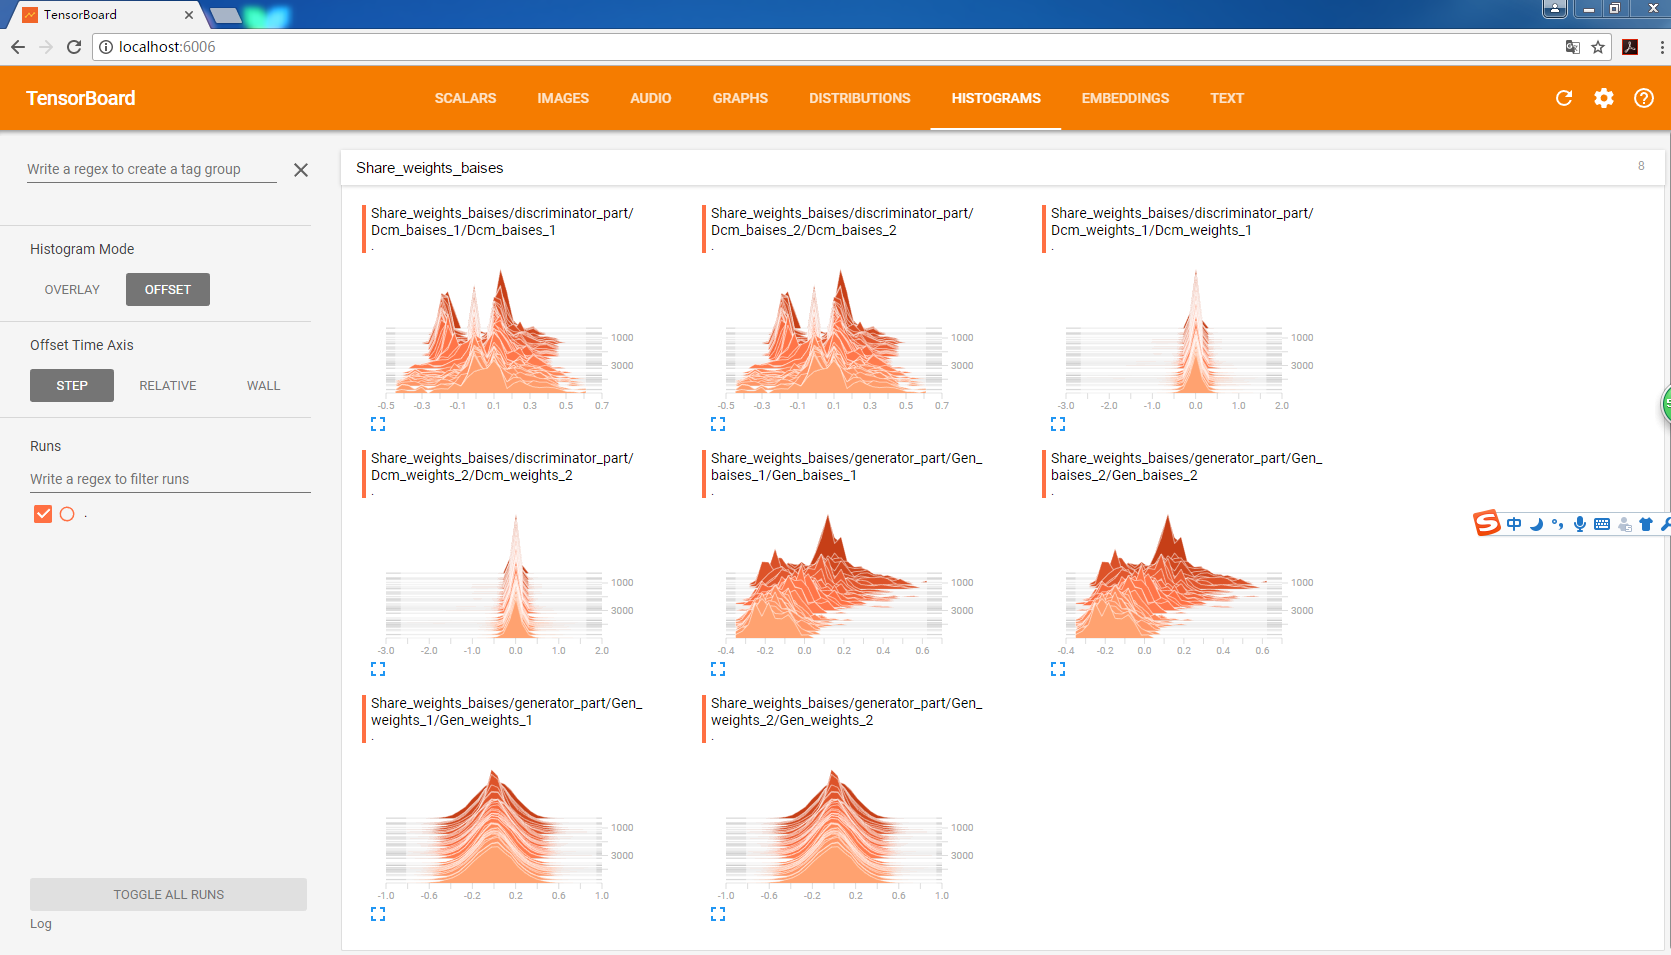 TensorBoard
localhost:6006
TensorBoard
SCALARS
IMAGES
AUDIO
GRAPHS
DISTRIBUTIONS
HISTOGRAMS
EMBEDDINGS
TEXT
Write a regex to create a tag group
Histogram Mode
OVERLAY
OFFSET
Offset Time Axis
STEP
RELATIVE
WALL
Runs
Write a regex to filter runs
.
TOGGLE ALL RUNS
Log
Share_weights_baises
8
Share_weights_baises/discriminator_part/
Dcm_baises_1/Dcm_baises_1
.
1000
3000
-0.5 -0.3 -0.1 0.1 0.3 0.5 0.7
Share_weights_baises/discriminator_part/
Dcm_baises_2/Dcm_baises_2
.
1000
3000
-0.5 -0.3 -0.1 0.1 0.3 0.5 0.7
Share_weights_baises/discriminator_part/
Dcm_weights_1/Dcm_weights_1
.
1000
3000
-3.0 -2.0 -1.0 0.0 1.0 2.0
Share_weights_baises/discriminator_part/
Dcm_weights_2/Dcm_weights_2
.
1000
3000
-3.0 -2.0 -1.0 0.0 1.0 2.0
Share_weights_baises/generator_part/Gen_
baises_1/Gen_baises_1
.
1000
3000
-0.4 -0.2 0.0 0.2 0.4 0.6
Share_weights_baises/generator_part/Gen_
baises_2/Gen_baises_2
.
1000
3000
-0.4 -0.2 0.0 0.2 0.4 0.6
Share_weights_baises/generator_part/Gen_
weights_1/Gen_weights_1
.
1000
3000
-1.0 -0.6 -0.2 0.2 0.6 1.0
Share_weights_baises/generator_part/Gen_
weights_2/Gen_weights_2
.
1000
3000
-1.0 -0.6 -0.2 0.2 0.6 1.0
中